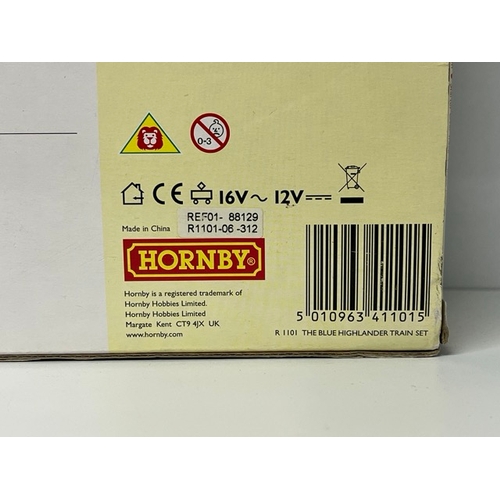 0-3
CE 16V 12V
Made in China
REF01- 88129
R1101-06 -312
HORNBY®
Hornby is a registered trademark of
Hornby Hobbies Limited.
Hornby Hobbies Limited
Margate Kent CT9 4JX UK
www.hornby.com
5 010963 411015
R 1101 THE BLUE HIGHLANDER TRAIN SET